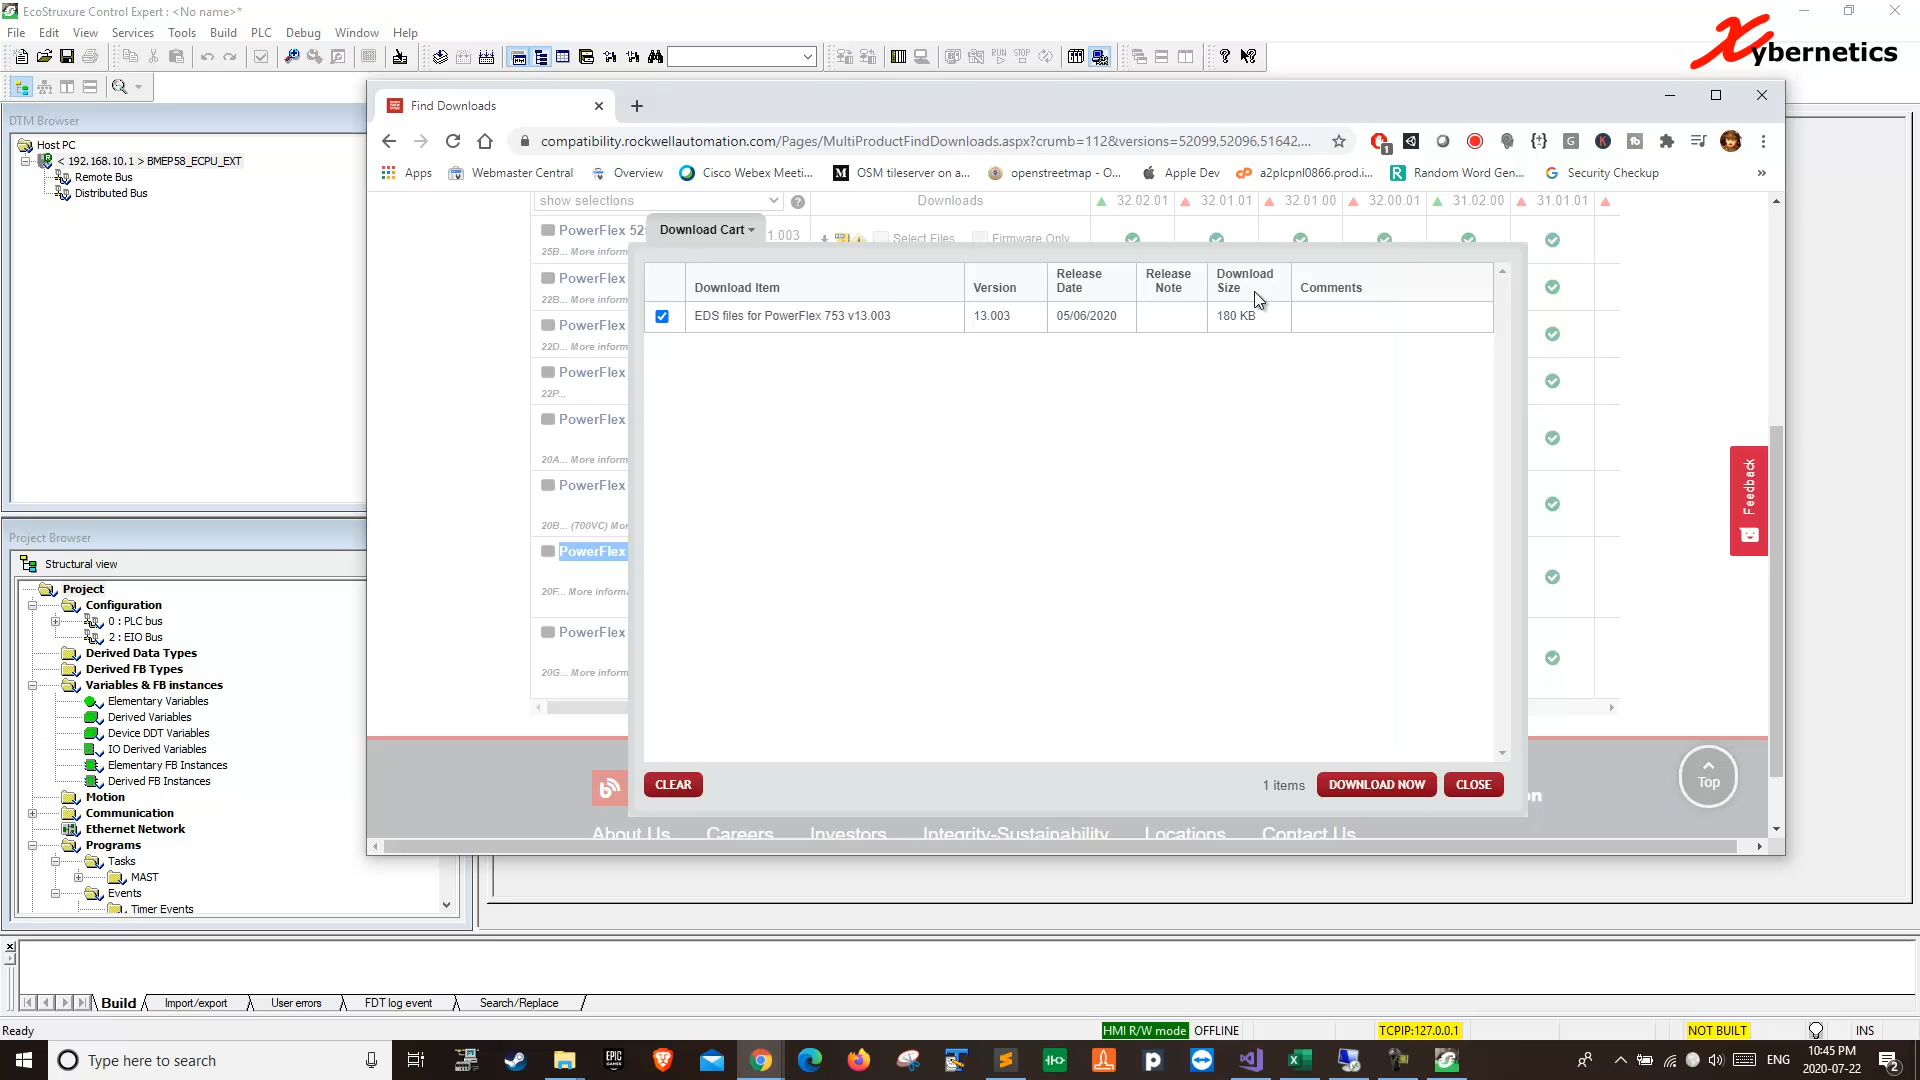 EcoStruxure Control Expert : <No name>*
File Edit View Services Tools Build PLC Debug Window Help
Xybernetics
DTM Browser
Host PC
< 192.168.10.1 > BMEP58_ECPU_EXT
Remote Bus
Distributed Bus
Find Downloads
compatibility.rockwellautomation.com/Pages/MultiProductFindDownloads.aspx?crumb=112&versions=52099,52096,51642,...
Apps Webmaster Central Overview Cisco Webex Meeti... OSM tileserver on a... openstreetmap - O... Apple Dev a2plcpnl0866.prod.i... Random Word Gen... Security Checkup »
show selections Downloads 32.02.01 32.01.01 32.01.00 32.00.01 31.02.00 31.01.01
PowerFlex 525 1.003 Select Files Firmware Only
25B... More inform
PowerFlex
22B... More inform
PowerFlex
22D... More inform
PowerFlex
22P...
PowerFlex
20A... More inform
PowerFlex
20B... (700VC) Mor
PowerFlex
20F... More inform
PowerFlex
20G... More inform
Download Cart
Download Item Version Release Date Release Note Download Size Comments
EDS files for PowerFlex 753 v13.003 13.003 05/06/2020 180 KB
CLEAR 1 items DOWNLOAD NOW CLOSE
Feedback
Top
on
About Us Careers Investors Integrity-Sustainability Locations Contact Us
Project Browser
Structural view
Project
Configuration
0 : PLC bus
2 : EIO Bus
Derived Data Types
Derived FB Types
Variables & FB instances
Elementary Variables
Derived Variables
Device DDT Variables
IO Derived Variables
Elementary FB Instances
Derived FB Instances
Motion
Communication
Ethernet Network
Programs
Tasks
MAST
Events
Timer Events
Build Import/export User errors FDT log event Search/Replace
Ready HMI R/W mode OFFLINE TCPIP:127.0.0.1 NOT BUILT INS
Type here to search ENG 10:45 PM
2020-07-22